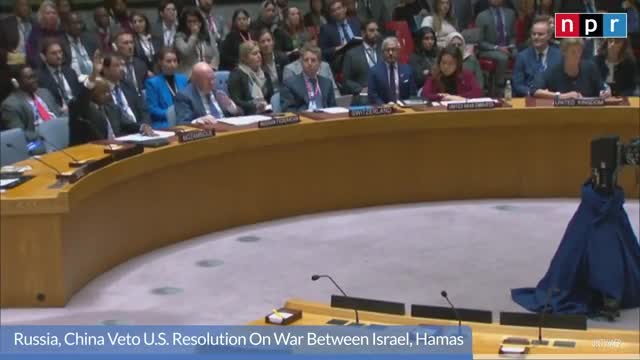 npr
MOZAMBIQUE
RUSSIAN FEDERATION
SWITZERLAND
UNITED ARAB EMIRATES
UNITED KINGDOM
Russia, China Veto U.S. Resolution On War Between Israel, Hamas